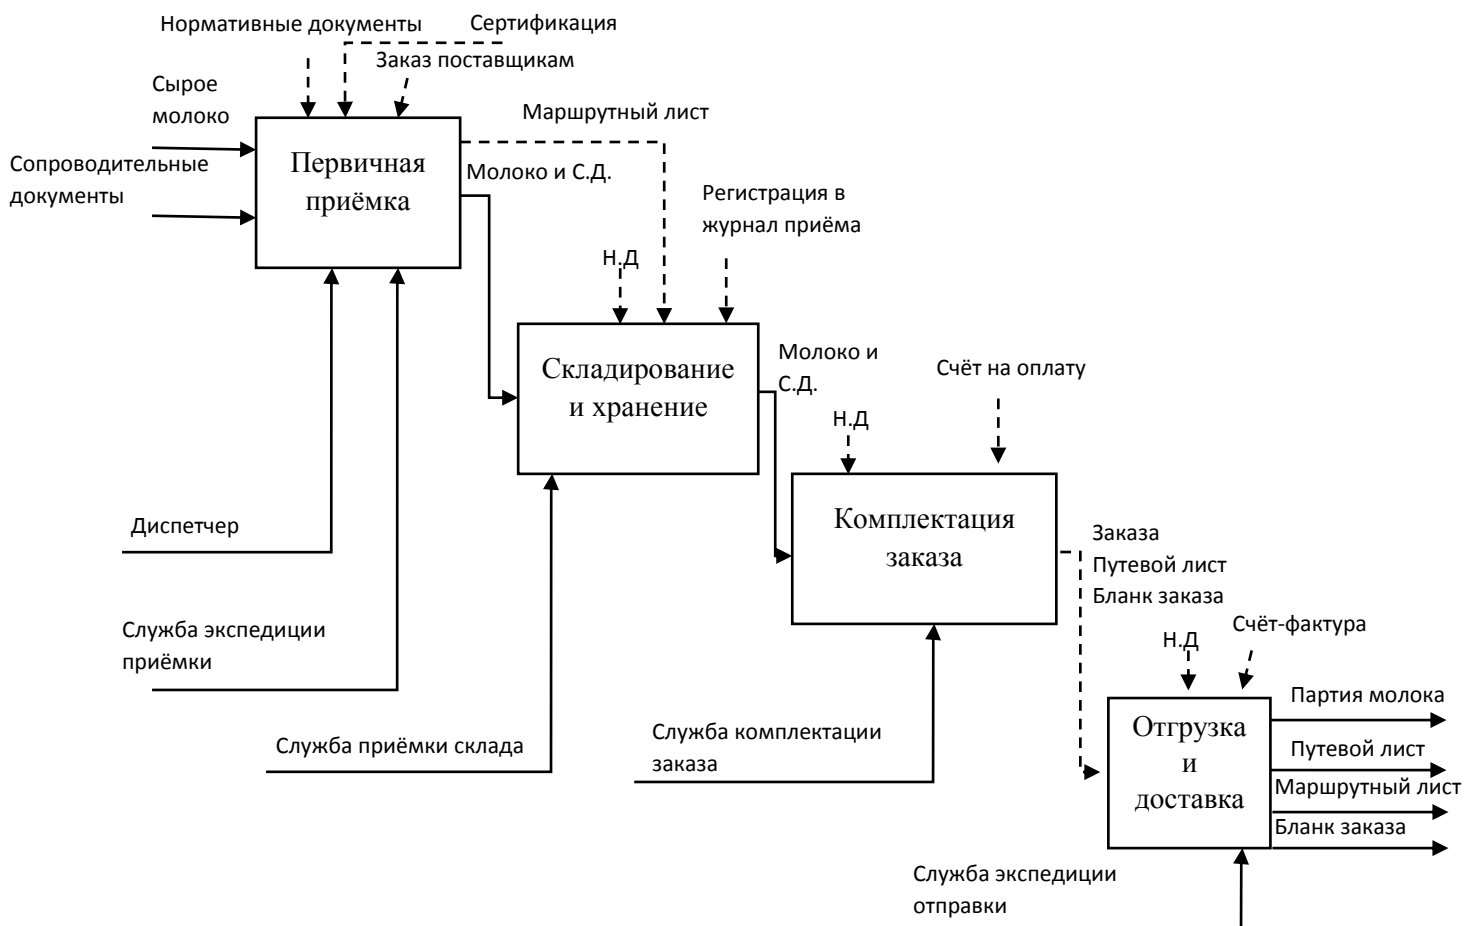 Нормативные документы
Сертификация
Заказ поставщикам
Сырое
молоко
Маршрутный лист
Сопроводительные
документы
Первичная
приёмка
Молоко и С.Д.
Регистрация в
журнал приёма
Н.Д
Складирование
и хранение
Молоко и
С.Д.
Счёт на оплату
Н.Д
Диспетчер
Комплектация
заказа
Заказа
Путевой лист
Бланк заказа
Служба экспедиции
приёмки
Счёт-фактура
Н.Д
Партия молока
Служба приёмки склада
Служба комплектации
заказа
Отгрузка
и
доставка
Путевой лист
Маршрутный лист
Бланк заказа
Служба экспедиции
отправки